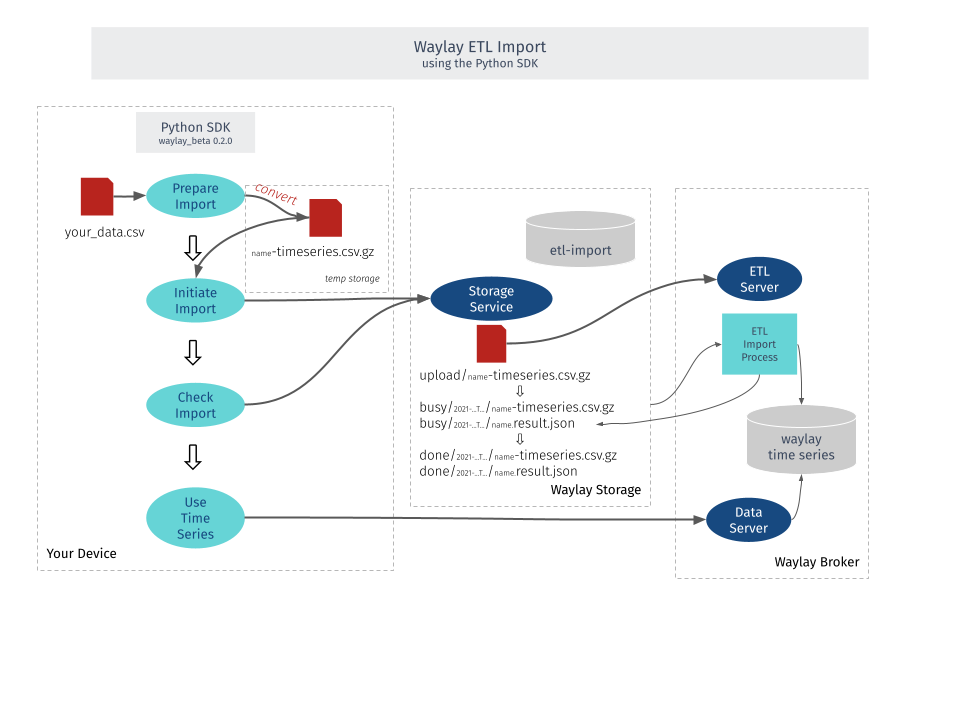 Waylay ETL Import
using the Python SDK
Python SDK
waylay_beta 0.2.0
Prepare
Import
convert
your_data.csv
name-timeseries.csv.gz
temp storage
Initiate
Import
Check
Import
Use
Time
Series
Your Device
etl-import
Storage
Service
upload/name-timeseries.csv.gz
busy/2021-...T.../name-timeseries.csv.gz
busy/2021-...T.../name.result.json
done/2021-...T.../name-timeseries.csv.gz
done/2021-...T.../name.result.json
Waylay Storage
ETL
Server
ETL
Import
Process
waylay
time series
Data
Server
Waylay Broker